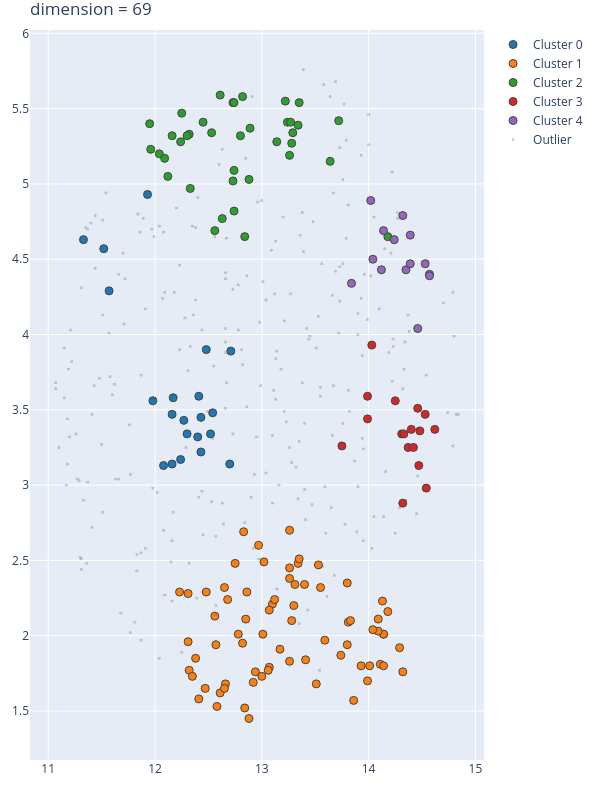 dimension = 69
6
5.5
5
4.5
4
3.5
3
2.5
2
1.5
11 12 13 14 15
Cluster 0
Cluster 1
Cluster 2
Cluster 3
Cluster 4
Outlier